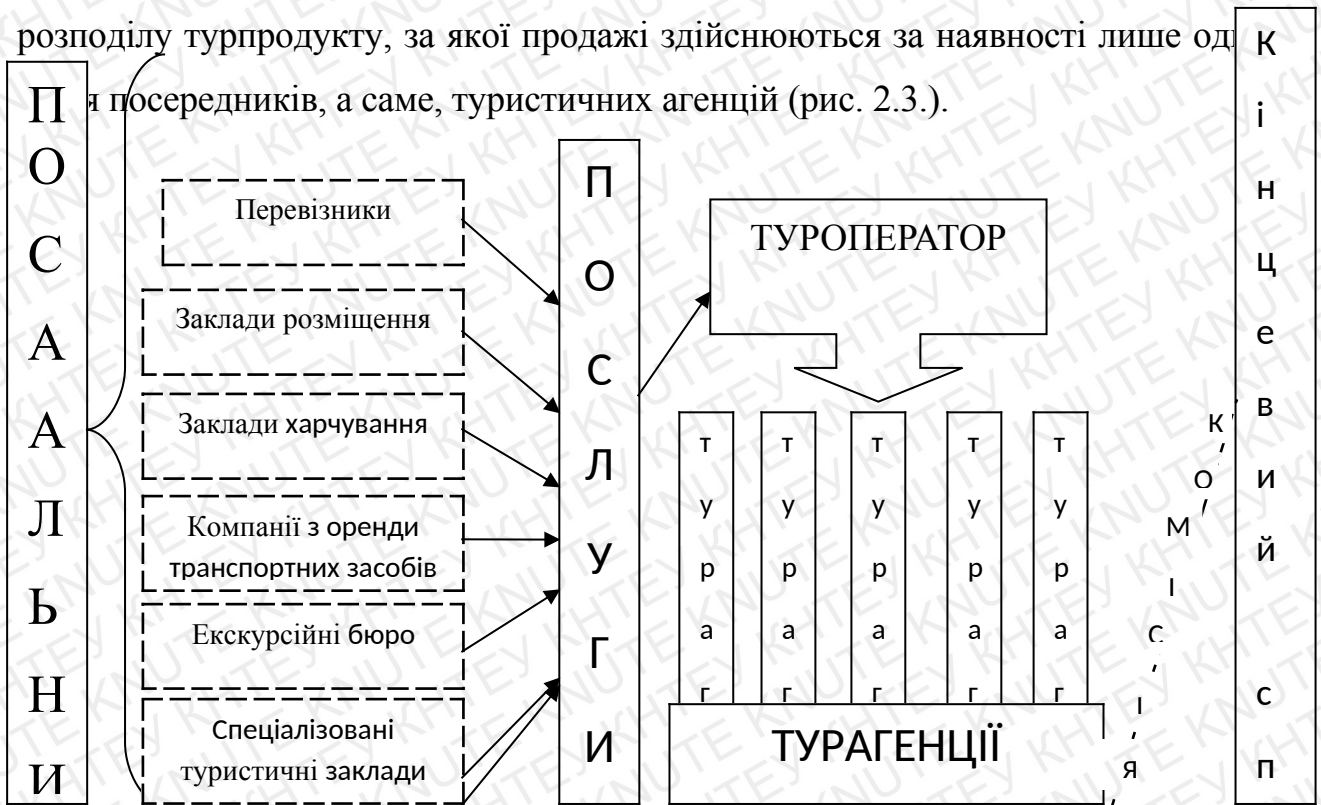 розподілу турпродукту, за якої продажі здійснюються за наявності лише од
я посередників, а саме, туристичних агенцій (рис. 2.3.).
ПОСААЛЬНИ
Перевізники
Заклади розміщення
Заклади харчування
Компанії з оренди
транспортних засобів
Екскурсійні бюро
Спеціалізовані
туристичні заклади
ПОСЛУГИ
ТУРОПЕРАТОР
тураг
тураг
тураг
тураг
тураг
ТУРАГЕНЦІЇ
КОМІСІЯ
Кінцевий сп